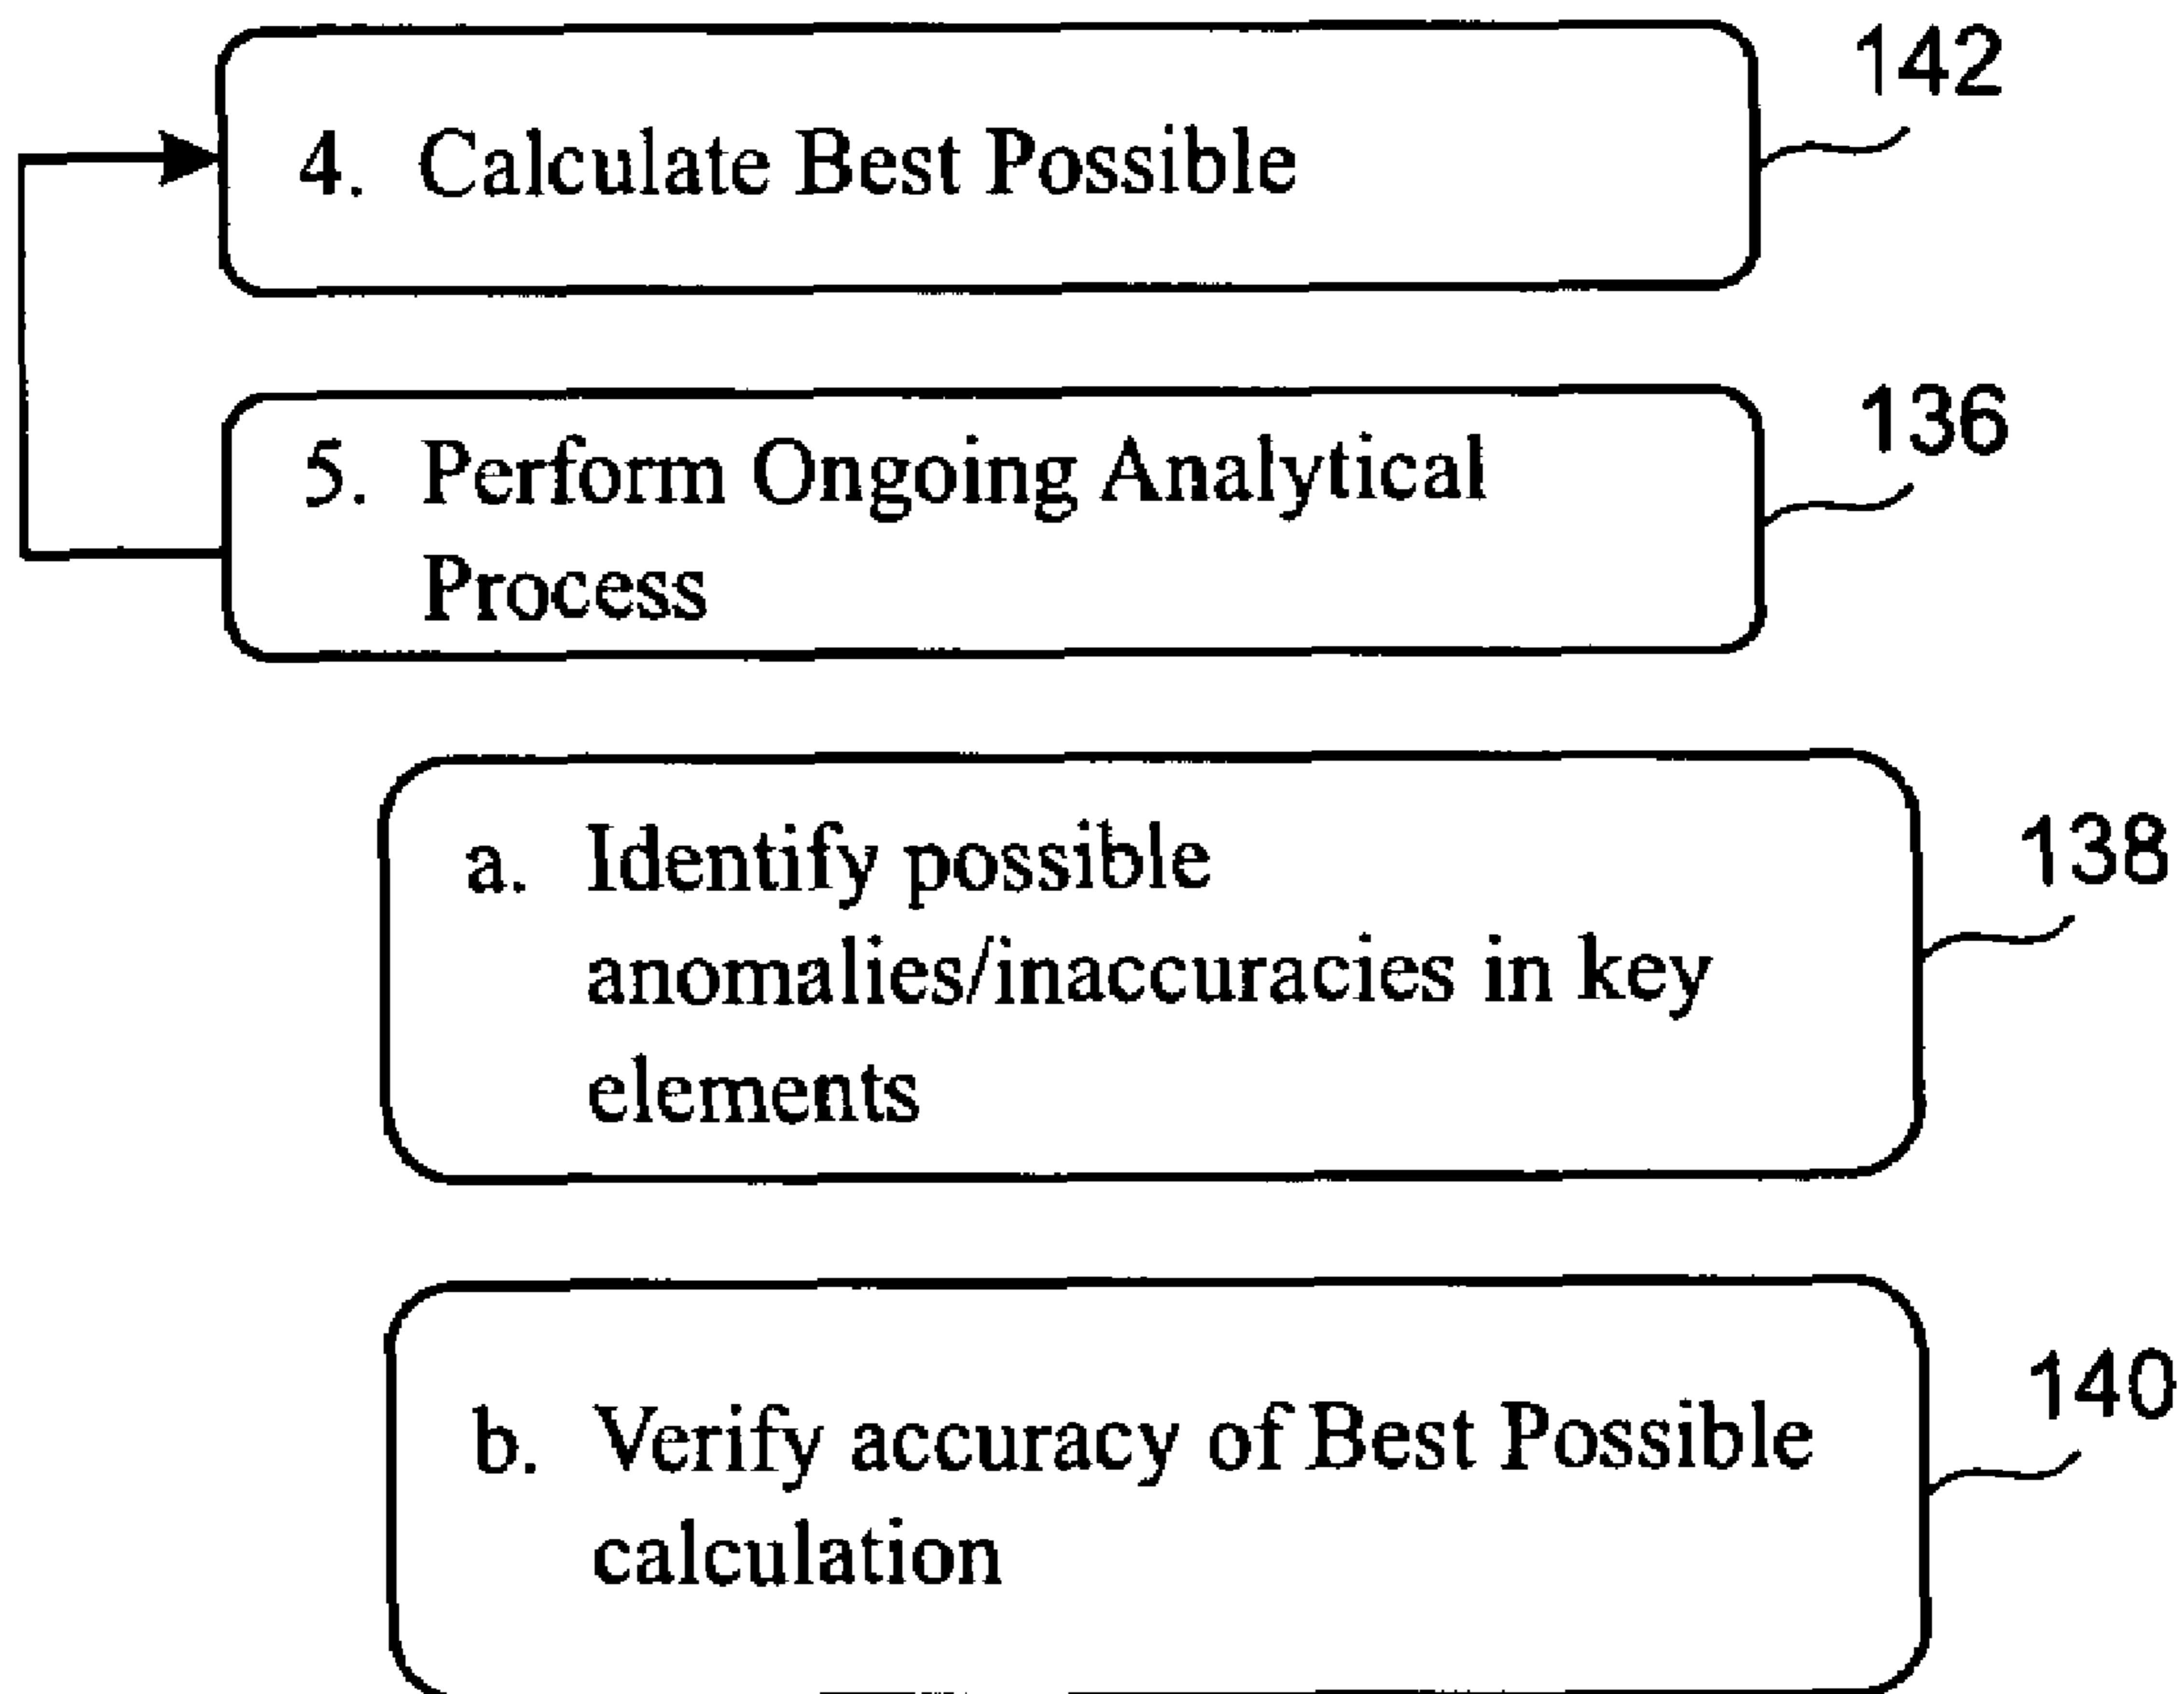 142
4. Calculate Best Possible
136
5. Perform Ongoing Analytical
Process
138
a. Identify possible
anomalies/inaccuracies in key
elements
140
b. Verify accuracy of Best Possible
calculation